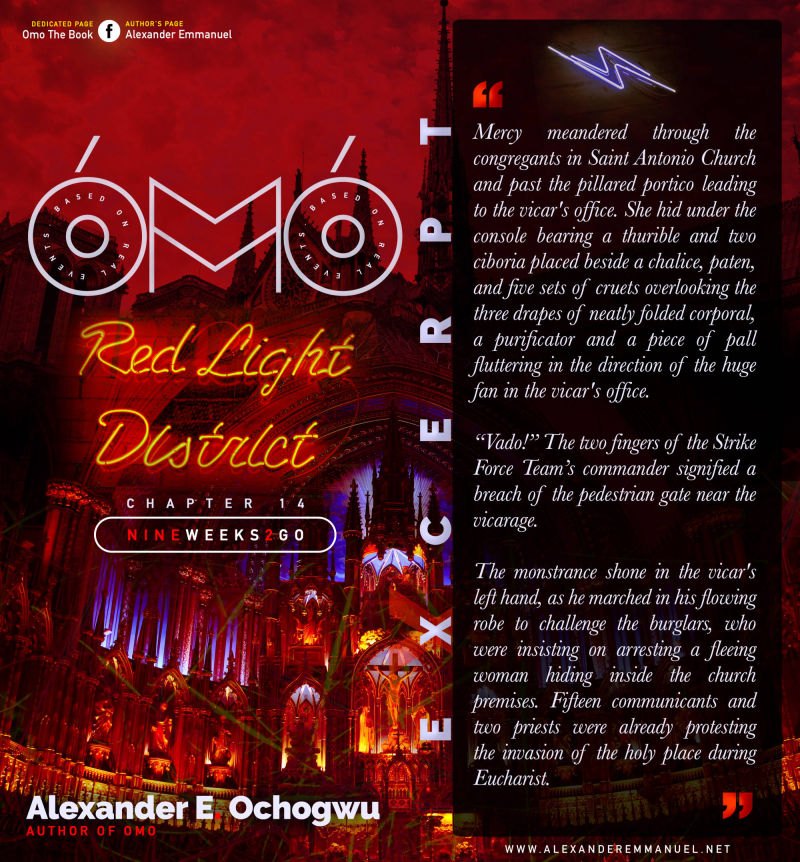 DEDICATED PAGE
Omo The Book
f
AUTHOR'S PAGE
Alexander Emmanuel
ÓMÓ
BASED ON REAL EVENTS
BASED ON REAL EVENTS
Red Light
District
CHAPTER 14
NINEWEEKS2GO
Alexander E. Ochogwu
AUTHOR OF OMO
EXCERPT
“
Mercy meandered through the
congregants in Saint Antonio Church
and past the pillared portico leading
to the vicar's office. She hid under the
console bearing a thurible and two
ciboria placed beside a chalice, paten,
and five sets of cruets overlooking the
three drapes of neatly folded corporal,
a purificator and a piece of pall
fluttering in the direction of the huge
fan in the vicar's office.
“Vado!” The two fingers of the Strike
Force Team’s commander signified a
breach of the pedestrian gate near the
vicarage.
The monstrance shone in the vicar's
left hand, as he marched in his flowing
robe to challenge the burglars, who
were insisting on arresting a fleeing
woman hiding inside the church
premises. Fifteen communicants and
two priests were already protesting
the invasion of the holy place during
Eucharist.
”
WWW.ALEXANDEREMMANUEL.NET